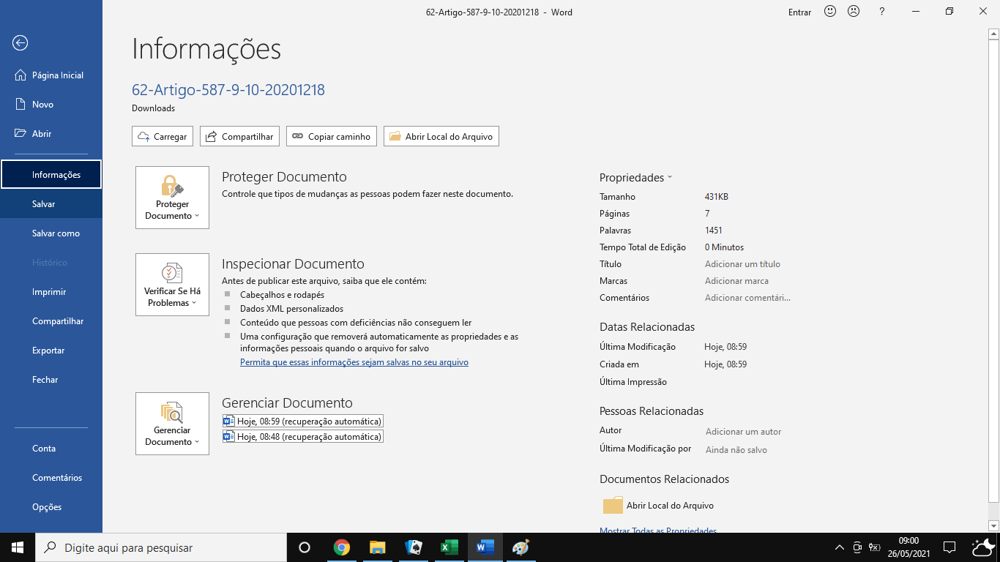 62-Artigo-587-9-10-20201218 - Word
Entrar
?
Informações
Página Inicial
Novo
Abrir
Informações
Salvar
Salvar como
Histórico
Imprimir
Compartilhar
Exportar
Fechar
Conta
Comentários
Opções
62-Artigo-587-9-10-20201218
Downloads
Carregar
Compartilhar
Copiar caminho
Abrir Local do Arquivo
Proteger
Documento
Proteger Documento
Controle que tipos de mudanças as pessoas podem fazer neste documento.
Verificar Se Há
Problemas
Inspecionar Documento
Antes de publicar este arquivo, saiba que ele contém:
Cabeçalhos e rodapés
Dados XML personalizados
Conteúdo que pessoas com deficiências não conseguem ler
Uma configuração que removerá automaticamente as propriedades e as
informações pessoais quando o arquivo for salvo
Permita que essas informações sejam salvas no seu arquivo
Gerenciar
Documento
Gerenciar Documento
Hoje, 08:59 (recuperação automática)
Hoje, 08:48 (recuperação automática)
Propriedades
Tamanho 431KB
Páginas 7
Palavras 1451
Tempo Total de Edição 0 Minutos
Título Adicionar um título
Marcas Adicionar marca
Comentários Adicionar comentári...
Datas Relacionadas
Última Modificação Hoje, 08:59
Criada em Hoje, 08:59
Última Impressão
Pessoas Relacionadas
Autor Adicionar um autor
Última Modificação por Ainda não salvo
Documentos Relacionados
Abrir Local do Arquivo
Mostrar Todas as Propriedades
Digite aqui para pesquisar
09:00
26/05/2021